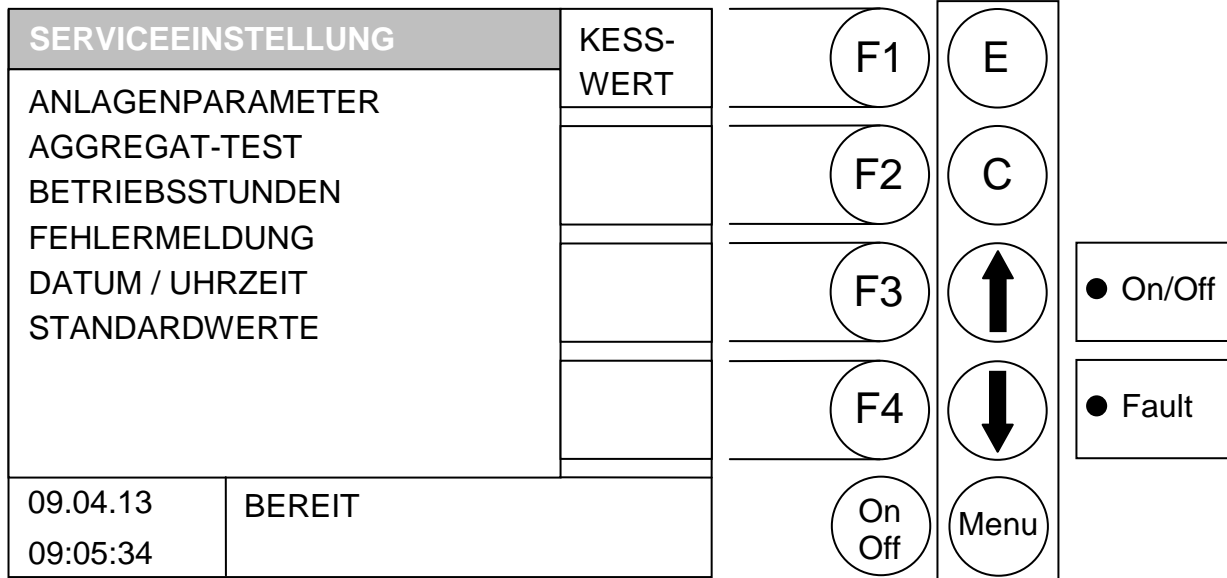 SERVICEEINSTELLUNG
KESS-
WERT
ANLAGENPARAMETER
AGGREGAT-TEST
BETRIEBSSTUNDEN
FEHLERMELDUNG
DATUM / UHRZEIT
STANDARDWERTE
09.04.13
09:05:34
BEREIT
F1
E
F2
C
F3
On/Off
F4
Fault
On
Off
Menu